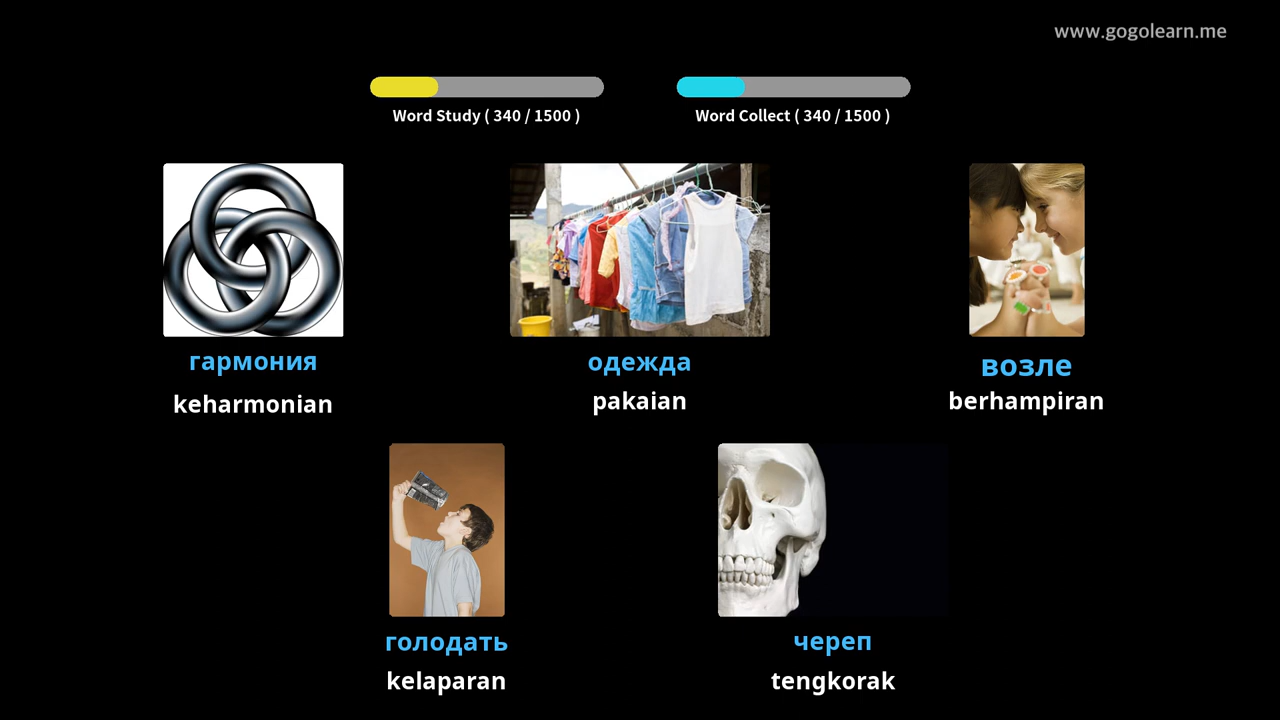 www.gogolearn.me
Word Study ( 340 / 1500 )
Word Collect ( 340 / 1500 )
гармония
одежда
возле
keharmonian
pakaian
berhampiran
голодать
череп
kelaparan
tengkorak